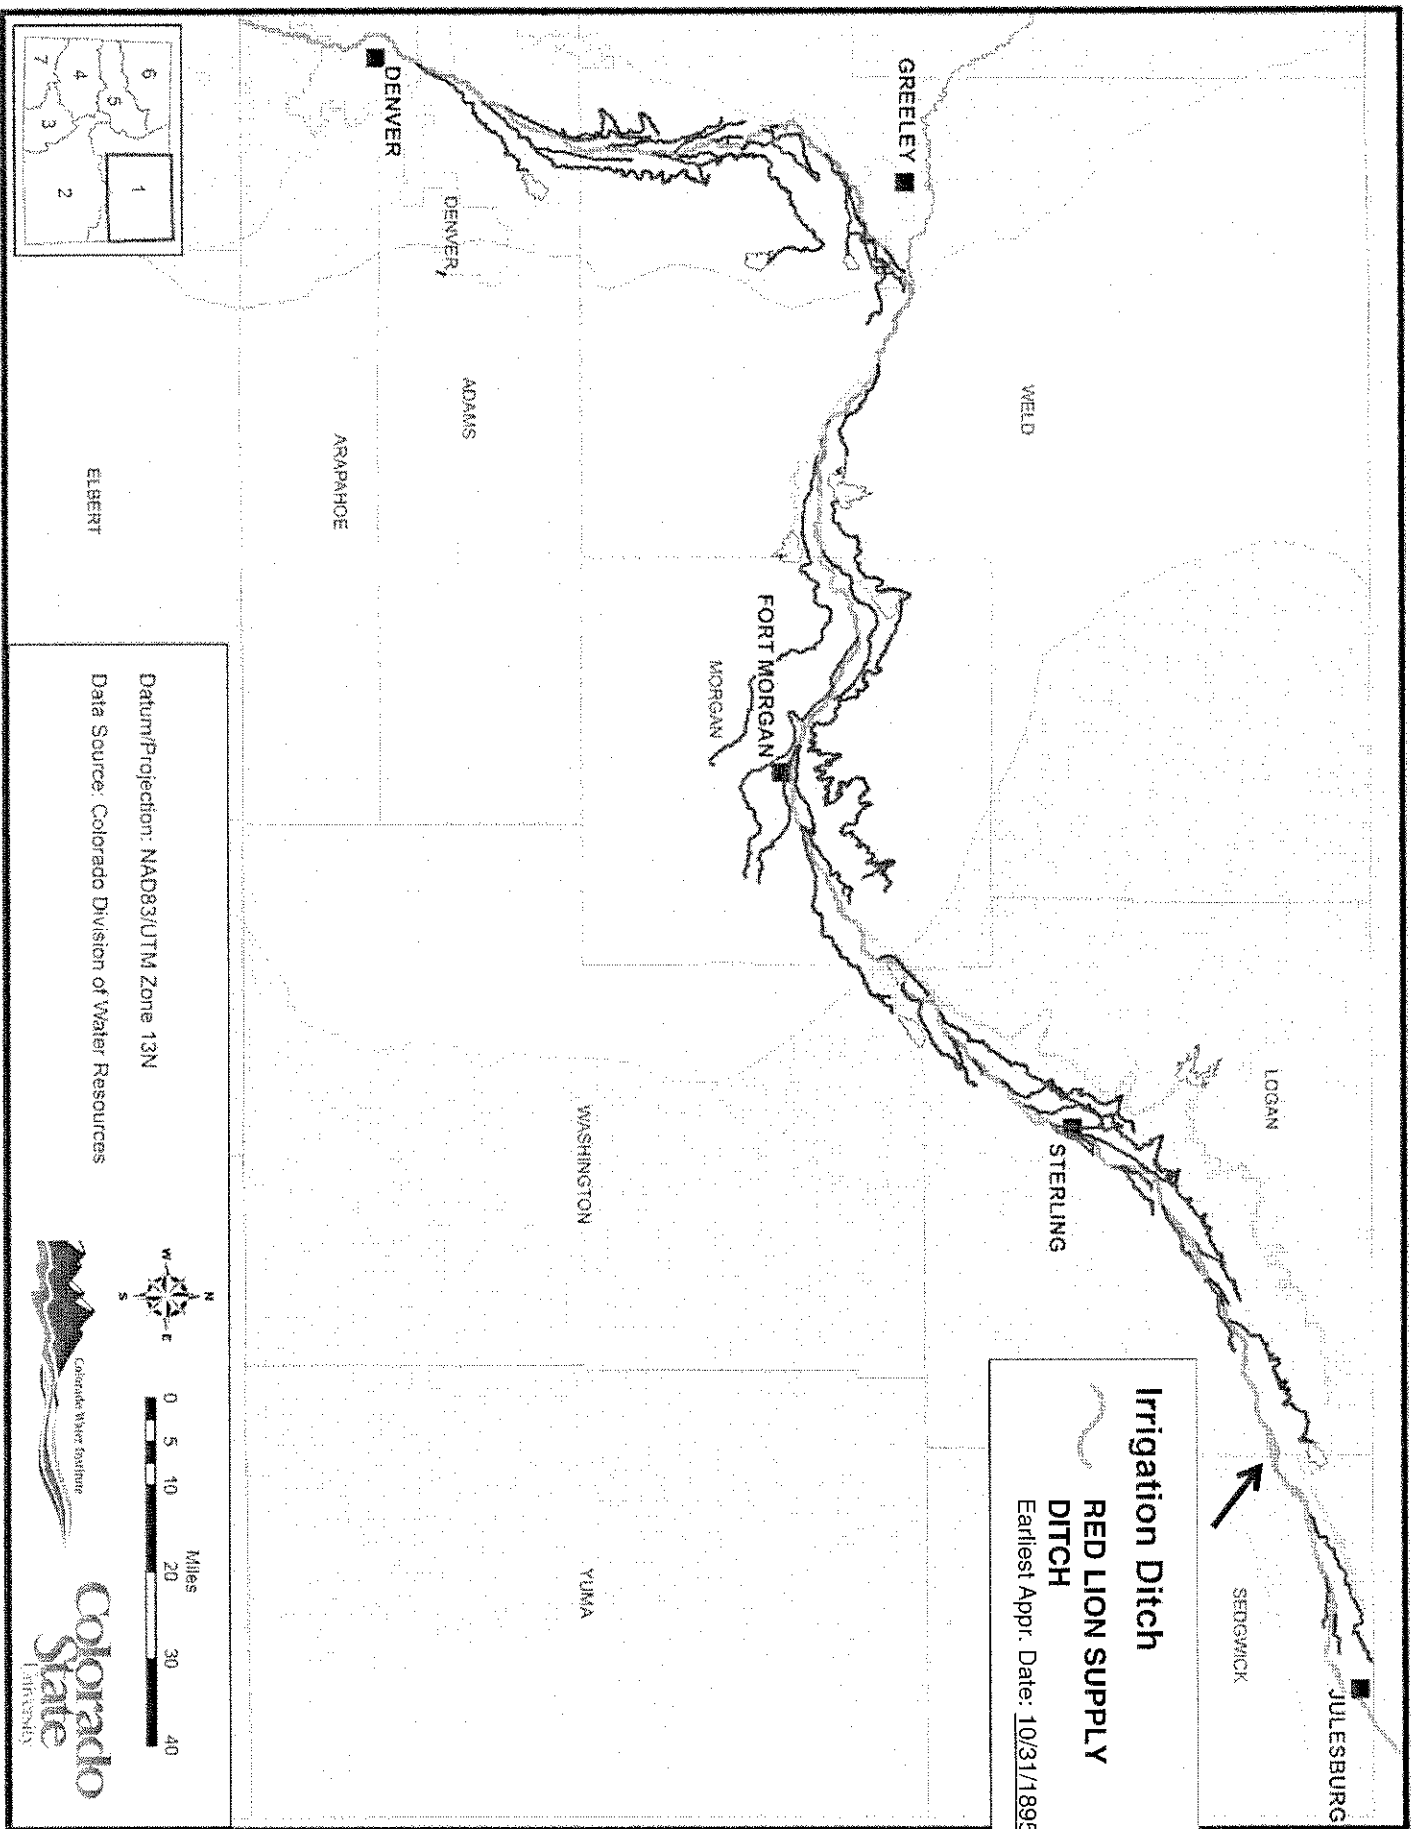 GREELEY
WELD
LOGAN
JULESBURG
SEDGWICK
STERLING
Irrigation Ditch
RED LION SUPPLY
DITCH
Earliest Appr. Date:
FORT MORGAN
MORGAN
WASHINGTON
YUMA
DENVER
DENVER
ADAMS
ARAPAHOE
ELBERT
6
5
4
7
3
1
2
Datum/Projection: NAD83/UTM Zone 13N
Data Source: Colorado Division of Water Resources
N
W
E
S
Miles
0 5 10 20 30 40
Colorado Water Institute
Colorado
State
University